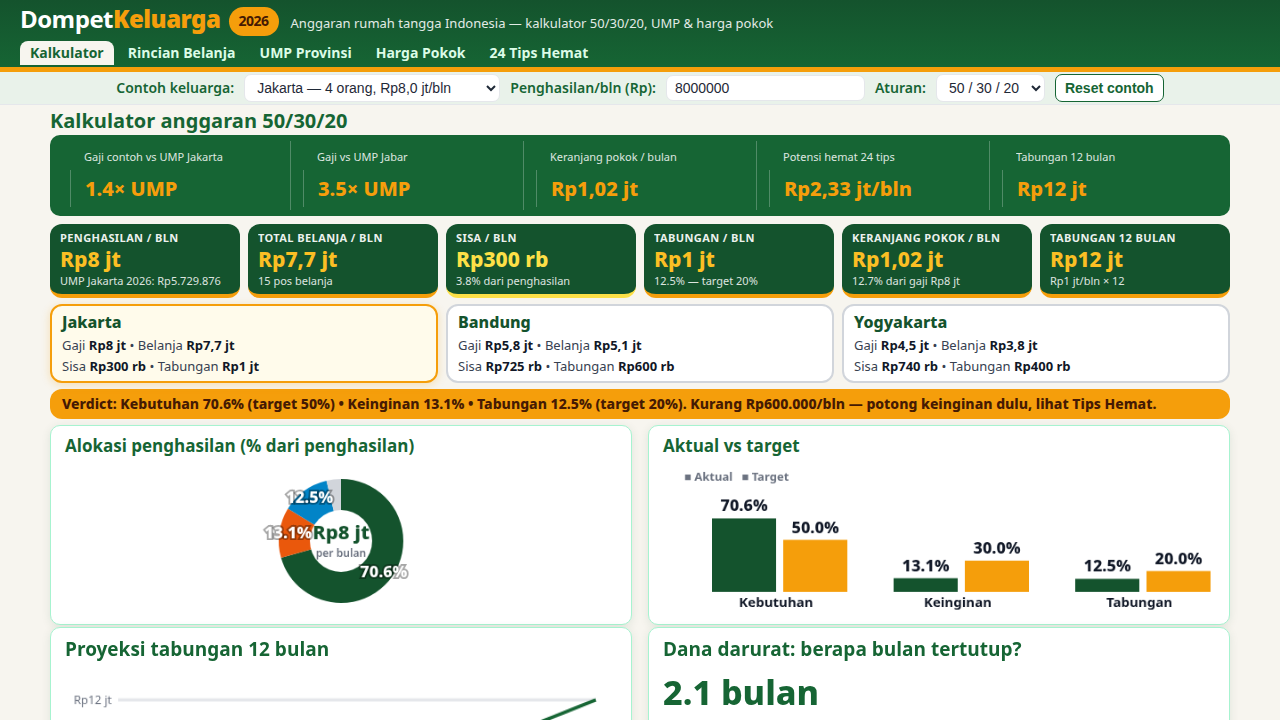 DompetKeluarga 2026 Anggaran rumah tangga Indonesia — kalkulator 50/30/20, UMP & harga pokok
Kalkulator Rincian Belanja UMP Provinsi Harga Pokok 24 Tips Hemat
Contoh keluarga: Jakarta — 4 orang, Rp8,0 jt/bln Penghasilan/bln (Rp): 8000000 Aturan: 50 / 30 / 20 Reset contoh
Kalkulator anggaran 50/30/20
Gaji contoh vs UMP Jakarta
1.4× UMP
Gaji vs UMP Jabar
3.5× UMP
Keranjang pokok / bulan
Rp1,02 jt
Potensi hemat 24 tips
Rp2,33 jt/bln
Tabungan 12 bulan
Rp12 jt
PENGHASILAN / BLN
Rp8 jt
UMP Jakarta 2026: Rp5.729.876
TOTAL BELANJA / BLN
Rp7,7 jt
15 pos belanja
SISA / BLN
Rp300 rb
3.8% dari penghasilan
TABUNGAN / BLN
Rp1 jt
12.5% — target 20%
KERANJANG POKOK / BLN
Rp1,02 jt
12.7% dari gaji Rp8 jt
TABUNGAN 12 BULAN
Rp12 jt
Rp1 jt/bln × 12
Jakarta
Gaji Rp8 jt • Belanja Rp7,7 jt
Sisa Rp300 rb • Tabungan Rp1 jt
Bandung
Gaji Rp5,8 jt • Belanja Rp5,1 jt
Sisa Rp725 rb • Tabungan Rp600 rb
Yogyakarta
Gaji Rp4,5 jt • Belanja Rp3,8 jt
Sisa Rp740 rb • Tabungan Rp400 rb
Verdict: Kebutuhan 70.6% (target 50%) • Keinginan 13.1% • Tabungan 12.5% (target 20%). Kurang Rp600.000/bln — potong keinginan dulu, lihat Tips Hemat.
Alokasi penghasilan (% dari penghasilan)
12.5%
13.1%
Rp8 jt
per bulan
70.6%
Aktual vs target
■ Aktual ■ Target
70.6%
50.0%
Kebutuhan
13.1%
30.0%
Keinginan
12.5%
20.0%
Tabungan
Proyeksi tabungan 12 bulan
Rp12 jt
Dana darurat: berapa bulan tertutup?
2.1 bulan